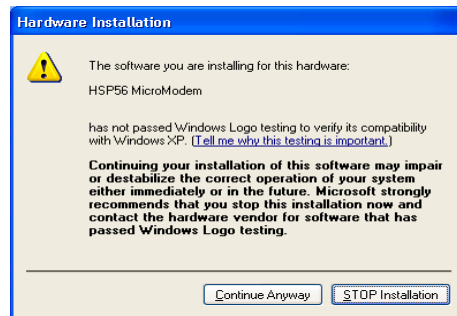 Hardware Installation
The software you are installing for this hardware:
HSP56 MicroModem
has not passed Windows Logo testing to verify its compatibility
with Windows XP. (Tell me why this testing is important.)
Continuing your installation of this software may impair
or destabilize the correct operation of your system
either immediately or in the future. Microsoft strongly
recommends that you stop this installation now and
contact the hardware vendor for software that has
passed Windows Logo testing.
Continue Anyway
STOP Installation